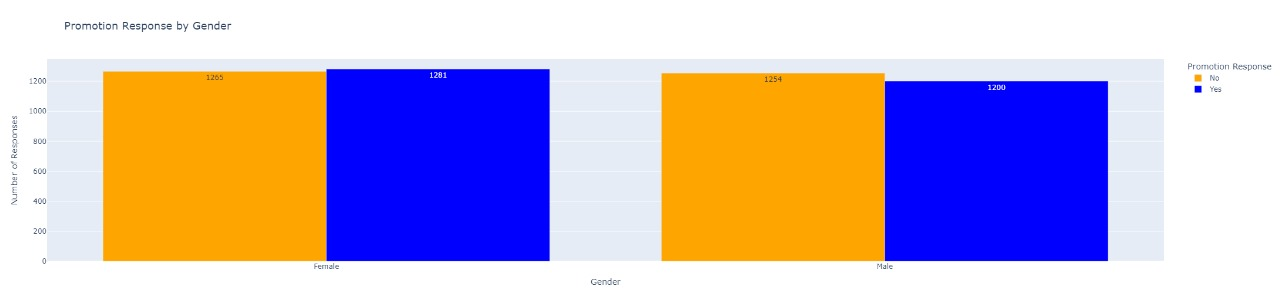 Promotion Response by Gender
Promotion Response
No
Yes
Number of Responses
1200
1000
800
600
400
200
0
1265
1281
1254
1200
Female
Male
Gender